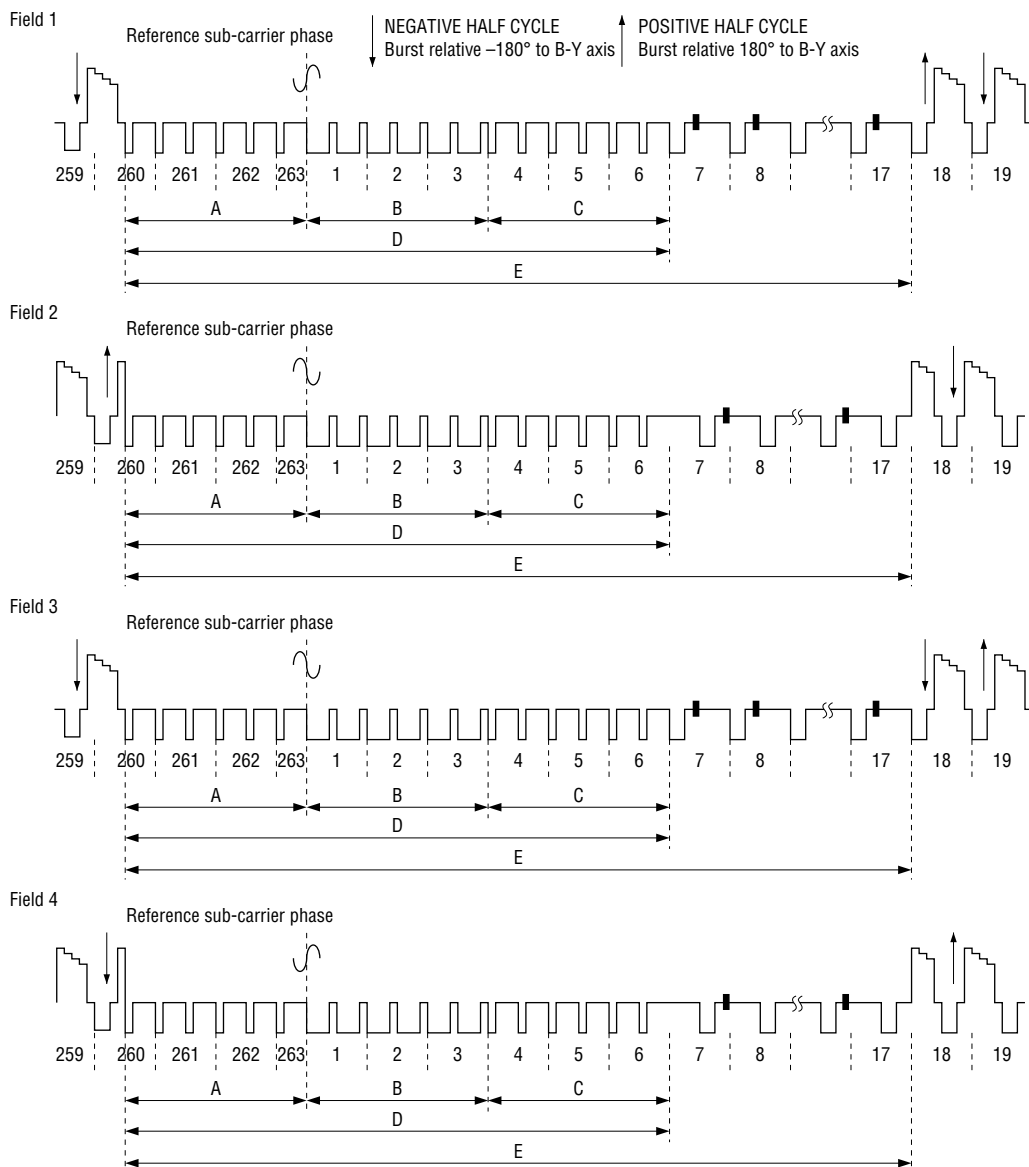 Field 1
Reference sub-carrier phase
NEGATIVE HALF CYCLE
Burst relative –180° to B-Y axis
POSITIVE HALF CYCLE
Burst relative 180° to B-Y axis
259 260 261 262 263 1 2 3 4 5 6 7 8 17 18 19
A B C
D
E
Field 2
Reference sub-carrier phase
259 260 261 262 263 1 2 3 4 5 6 7 8 17 18 19
A B C
D
E
Field 3
Reference sub-carrier phase
259 260 261 262 263 1 2 3 4 5 6 7 8 17 18 19
A B C
D
E
Field 4
Reference sub-carrier phase
259 260 261 262 263 1 2 3 4 5 6 7 8 17 18 19
A B C
D
E